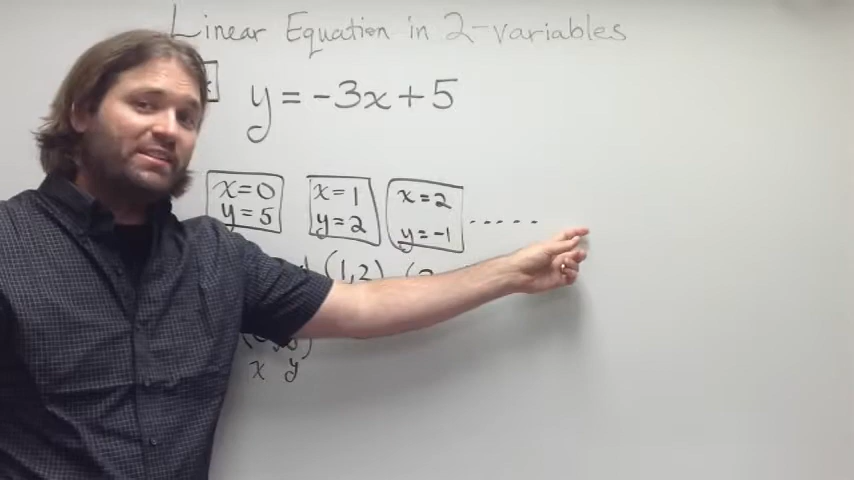 Linear Equation in 2-variables
y = -3x + 5
x = 0 x = 1 x = 2
y = 5 y = 2 y = -1 .....
(1,2) (
x y